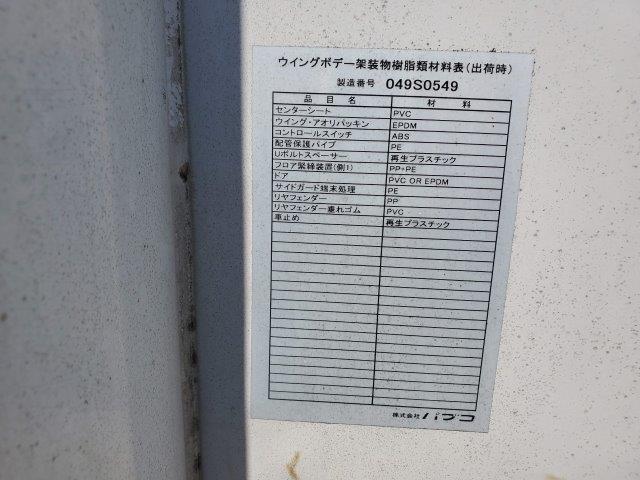 ウイングボデー架装物樹脂類材料表(出荷時)
製造番号 049S0549
品目名 材料
センターシート PVC
ウイング・アオリパッキン EPDM
コントロールスイッチ ABS
配管保護パイプ PE
Uボルトスペーサー 再生プラスチック
フロア緊締装置(側1) PP+PE
ドア PVC OR EPDM
サイドガード端末処理 PE
リヤフェンダー PP
リヤフェンダー垂れゴム PVC
車止め 再生プラスチック
株式会社パブコ